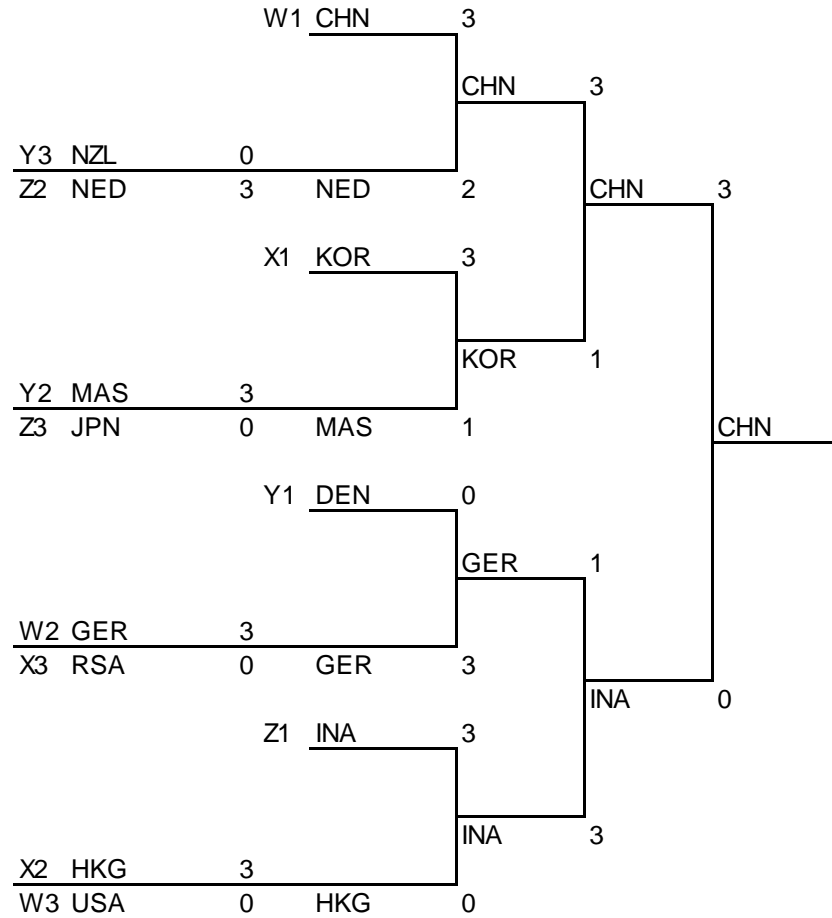 W1 CHN 3
CHN 3
Y3 NZL 0
Z2 NED 3 NED 2
CHN 3
X1 KOR 3
KOR 1
Y2 MAS 3
Z3 JPN 0 MAS 1
CHN
Y1 DEN 0
GER 1
W2 GER 3
X3 RSA 0 GER 3
INA 0
Z1 INA 3
INA 3
X2 HKG 3
W3 USA 0 HKG 0